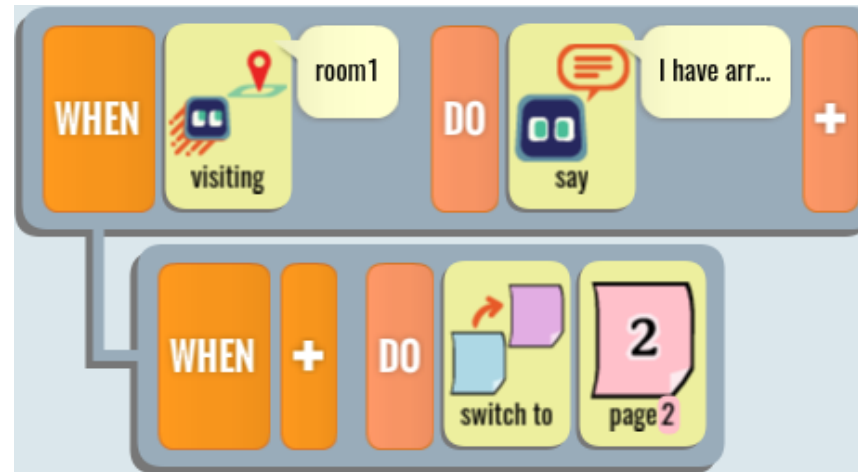 WHEN
visiting
room1
DO
say
I have arr...
+
WHEN
+
DO
switch to
2
page 2